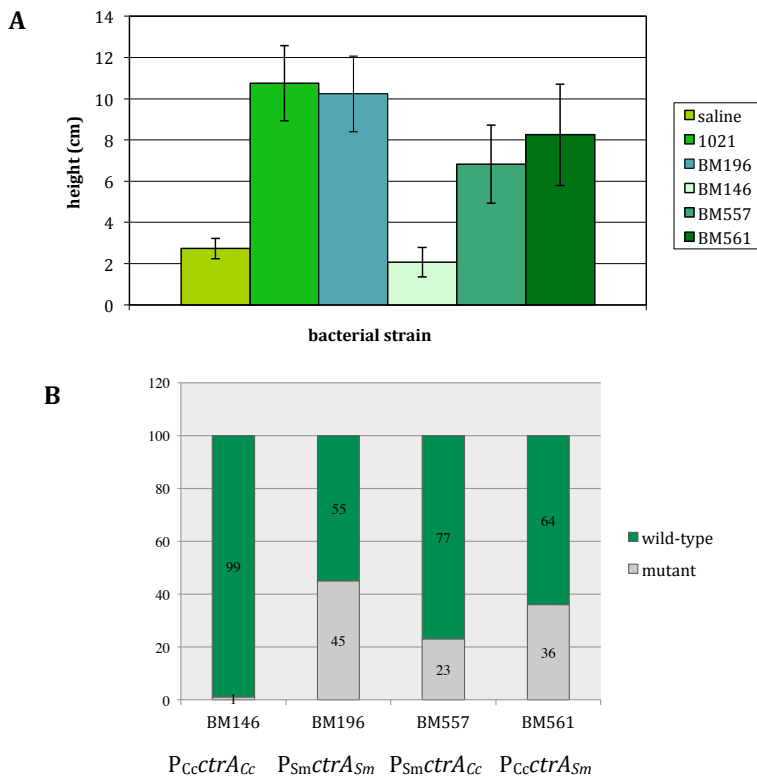 A
14
12
10
8
6
4
2
0
height (cm)
bacterial strain
saline
1021
BM196
BM146
BM557
BM561
B
120
100
80
60
40
20
0
99
1
55
45
77
23
64
36
wild-type
mutant
BM146 BM196 BM557 BM561
PCcctrACc PSmctrASm PSmctrACc PCcctrASm